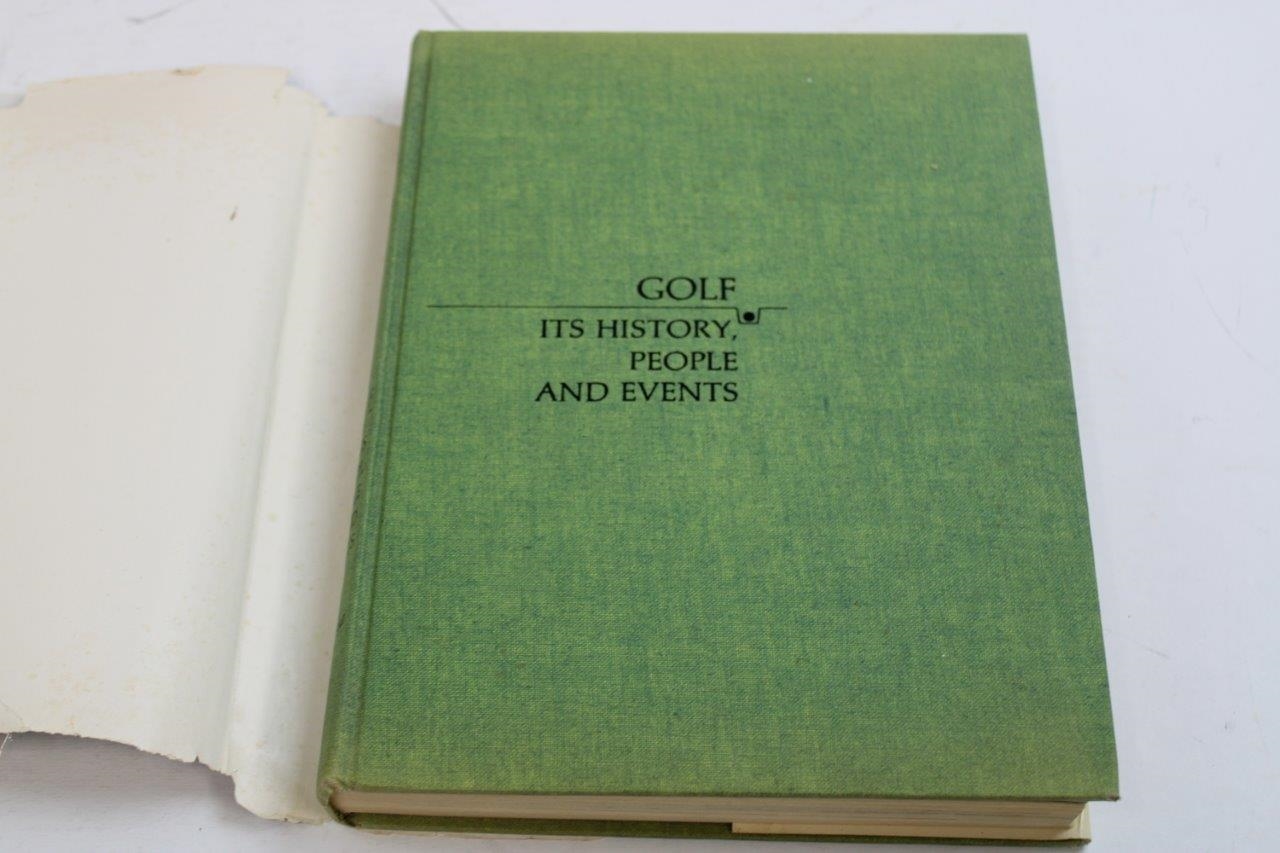 GOLF
ITS HISTORY,
PEOPLE
AND EVENTS